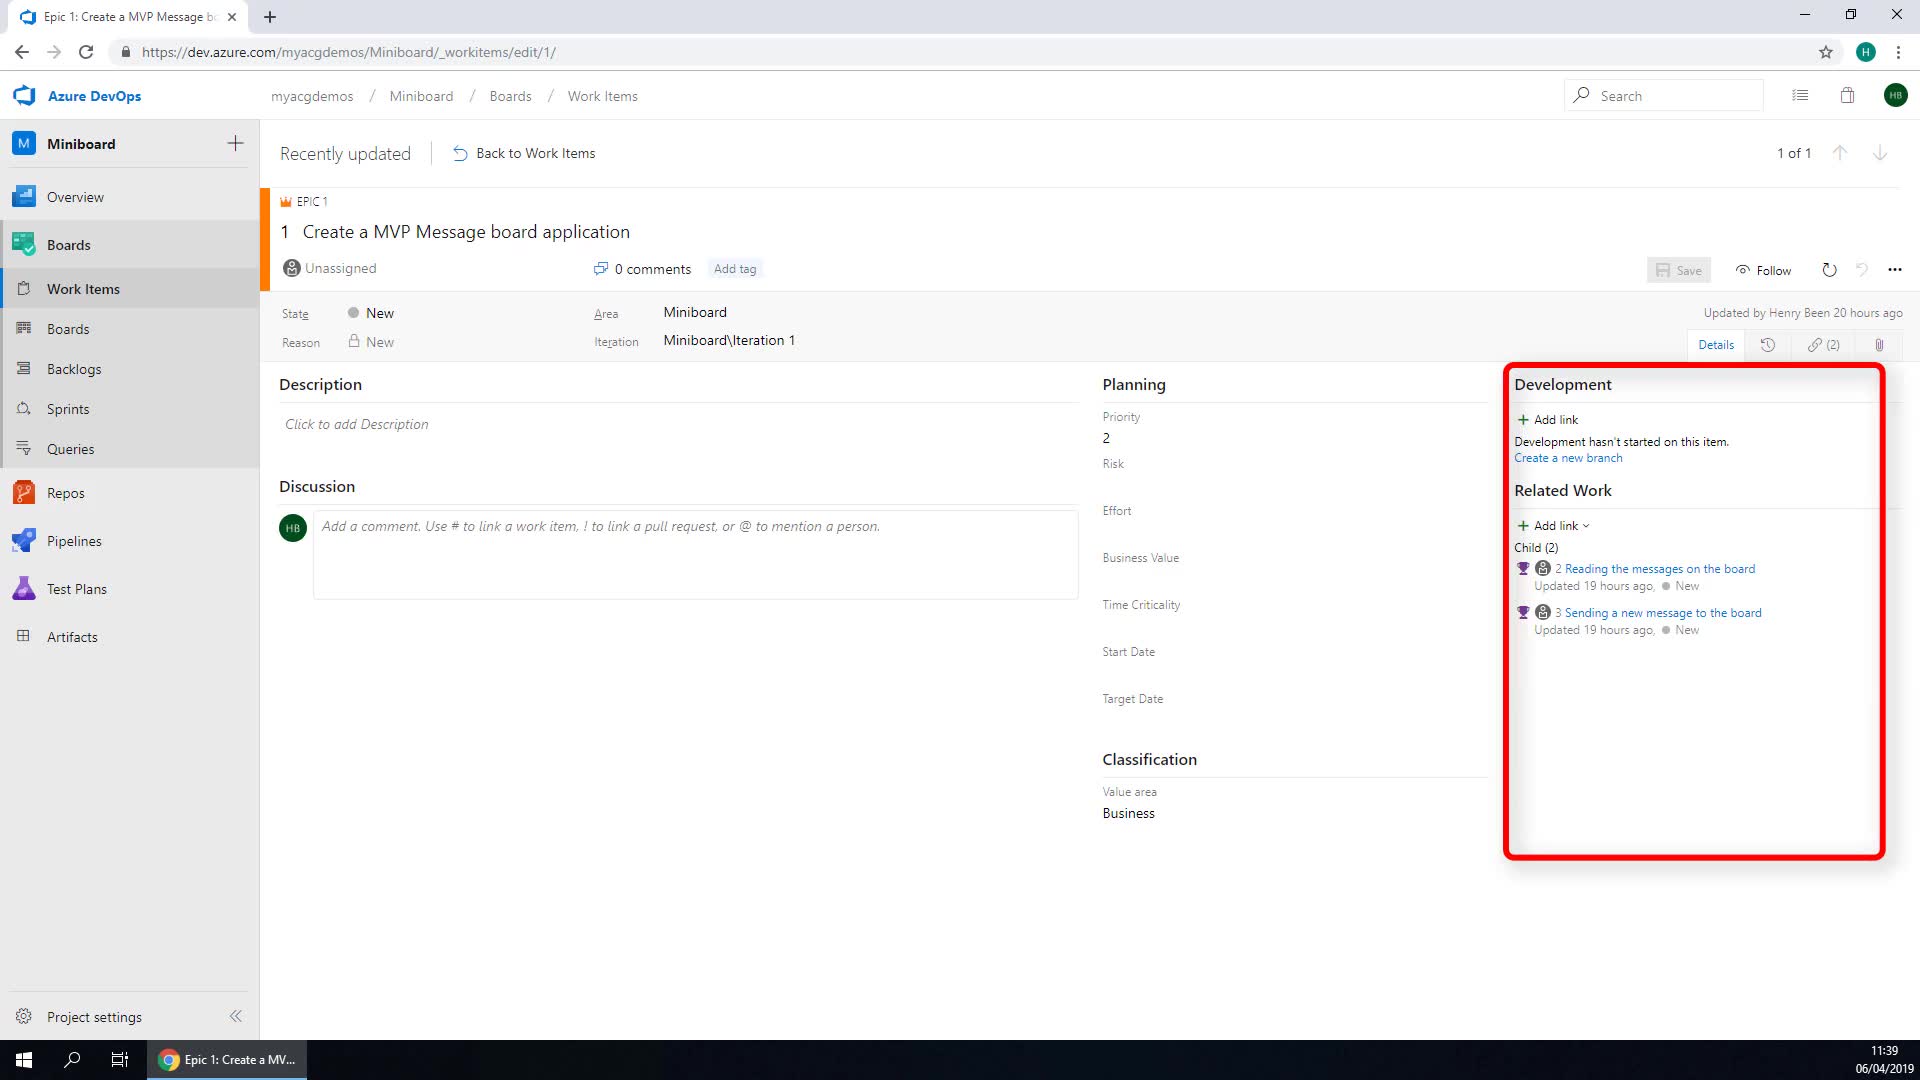 Epic 1: Create a MVP Message bo
https://dev.azure.com/myacgdemos/Miniboard/_workitems/edit/1/
H
Azure DevOps
myacgdemos / Miniboard / Boards / Work Items
Search
HB
M Miniboard
Recently updated
Back to Work Items
1 of 1
Overview
Boards
Work Items
Boards
Backlogs
Sprints
Queries
Repos
Pipelines
Test Plans
Artifacts
Project settings
EPIC 1
1 Create a MVP Message board application
Unassigned
0 comments
Add tag
Save
Follow
State
New
Area
Miniboard
Updated by Henry Been 20 hours ago
Reason
New
Iteration
Miniboard\Iteration 1
Details
(2)
Description
Click to add Description
Discussion
HB
Add a comment. Use # to link a work item, ! to link a pull request, or @ to mention a person.
Planning
Priority
2
Risk
Effort
Business Value
Time Criticality
Start Date
Target Date
Classification
Value area
Business
Development
+ Add link
Development hasn't started on this item.
Create a new branch
Related Work
+ Add link
Child (2)
2 Reading the messages on the board
Updated 19 hours ago, New
3 Sending a new message to the board
Updated 19 hours ago, New
Epic 1: Create a MV...
11:39
06/04/2019